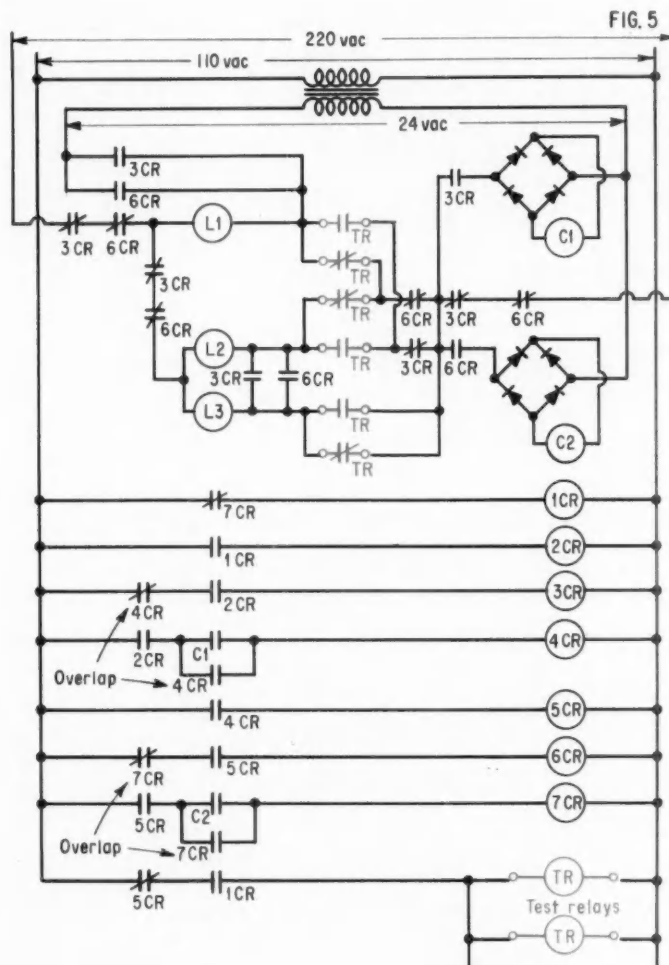 FIG. 5
220 vac
110 vac
24 vac
3CR
6CR
3CR
3CR 6CR
L1
TR
C1
TR
3CR
TR
6CR 3CR 6CR
6CR
L2
3CR 6CR
TR
3CR 6CR
L3
TR
C2
TR
7CR
1CR
1CR
2CR
4CR
2CR
3CR
2CR
C1
4CR
4CR
Overlap
4CR
5CR
7CR
5CR
6CR
5CR
C2
7CR
7CR
Overlap
5CR
1CR
TR
Test relays
TR